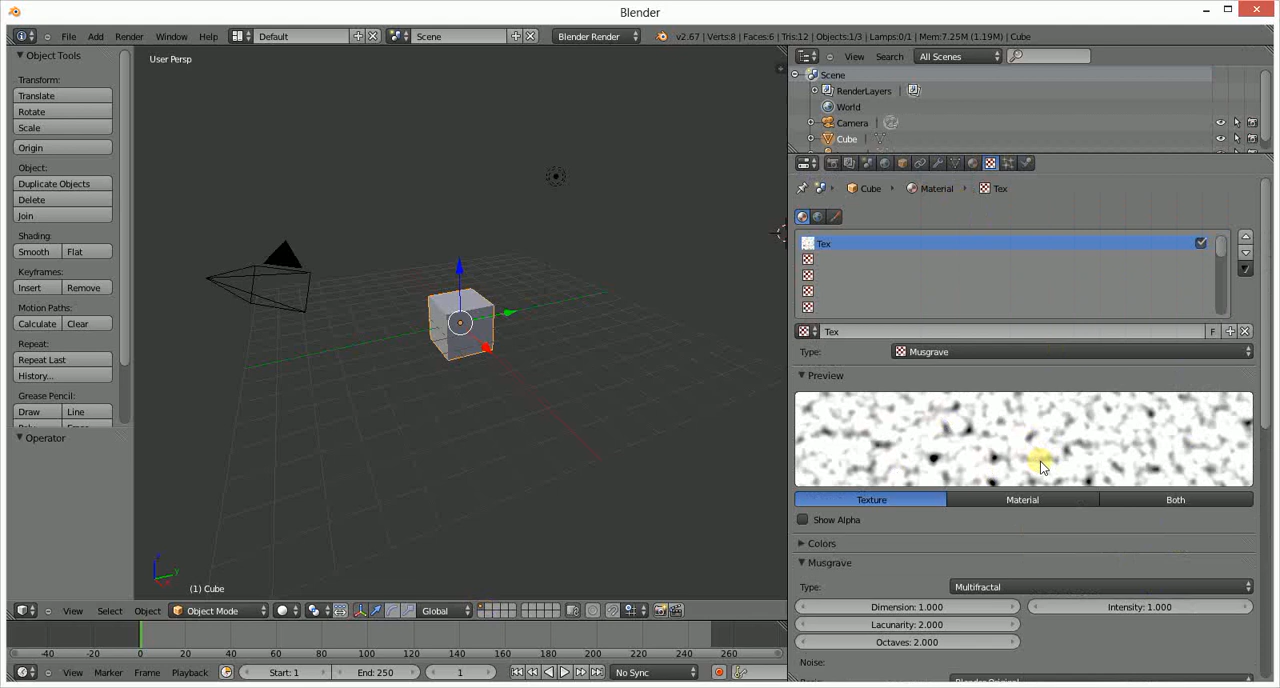 Blender
File Add Render Window Help Default Scene Blender Render v2.67 | Verts:8 | Faces:6 | Tris:12 | Objects:1/3 | Lamps:0/1 | Mem:7.25M (1.19M) | Cube
Object Tools
Transform:
Translate
Rotate
Scale
Origin
Object:
Duplicate Objects
Delete
Join
Shading:
Smooth Flat
Keyframes:
Insert Remove
Motion Paths:
Calculate Clear
Repeat:
Repeat Last
History...
Grease Pencil:
Draw Line
Operator
User Persp
z
y
(1) Cube
View Select Object Object Mode Global
-40 -20 0 20 40 60 80 100 120 140 160 180 200 220 240 260
View Marker Frame Playback Start: 1 End: 250 1 No Sync
View Search All Scenes
Scene
RenderLayers
World
Camera
Cube
Cube Material Tex
Tex
Tex F
Type: Musgrave
Preview
Texture Material Both
Show Alpha
Colors
Musgrave
Type: Multifractal
Dimension: 1.000 Intensity: 1.000
Lacunarity: 2.000
Octaves: 2.000
Noise:
Blender Original